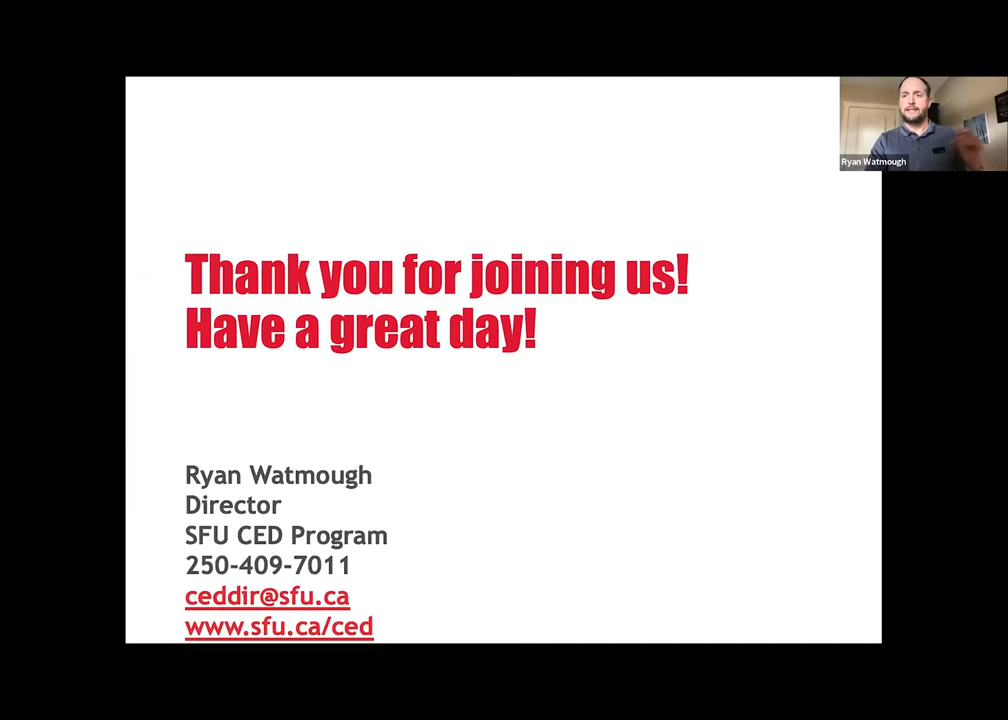 Ryan Watmough
Thank you for joining us!
Have a great day!
Ryan Watmough
Director
SFU CED Program
250-409-7011
ceddir@sfu.ca
www.sfu.ca/ced